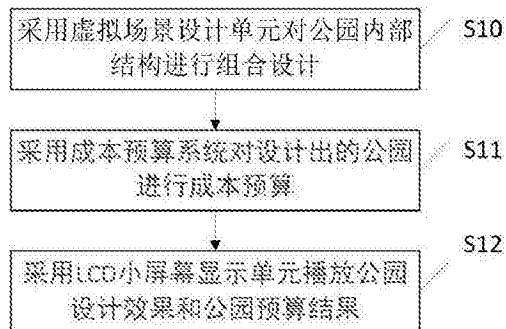 采用虚拟场景设计单元对公园内部
结构进行组合设计
S10
采用成本预算系统对设计出的公园
进行成本预算
S11
采用LCD小屏幕显示单元播放公园
设计效果和公园预算结果
S12